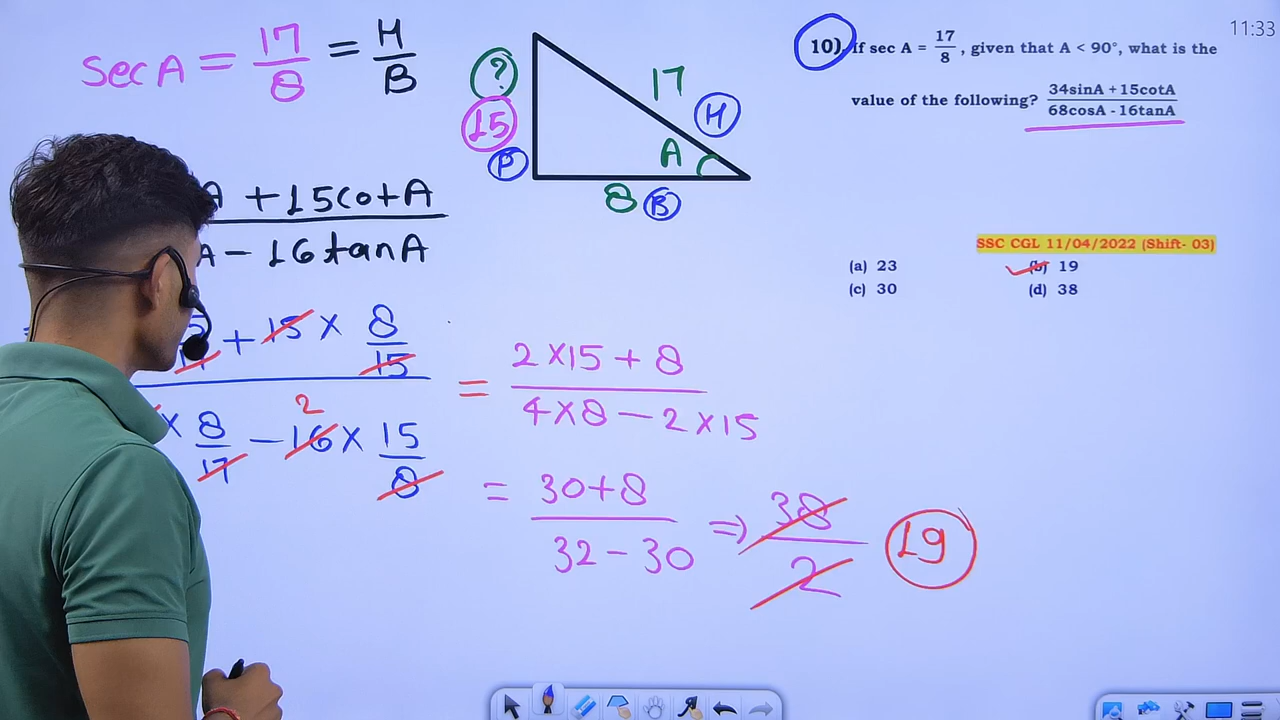 11:33
sec A = 17/8 = H/B
? 15 P
17 H
A
8 B
10) If sec A = 17/8, given that A < 90°, what is the
value of the following? 34sinA + 15cotA / 68cosA - 16tanA
SSC CGL 11/04/2022 (Shift- 03)
(a) 23 (b) 19
(c) 30 (d) 38
A + 15cotA
A - 16tanA
+ 15 × 8/15
× 8/17 - 16 × 15/8
2
= 2×15 + 8 / 4×8 - 2×15
= 30+8 / 32-30 ⇒ 38/2 19